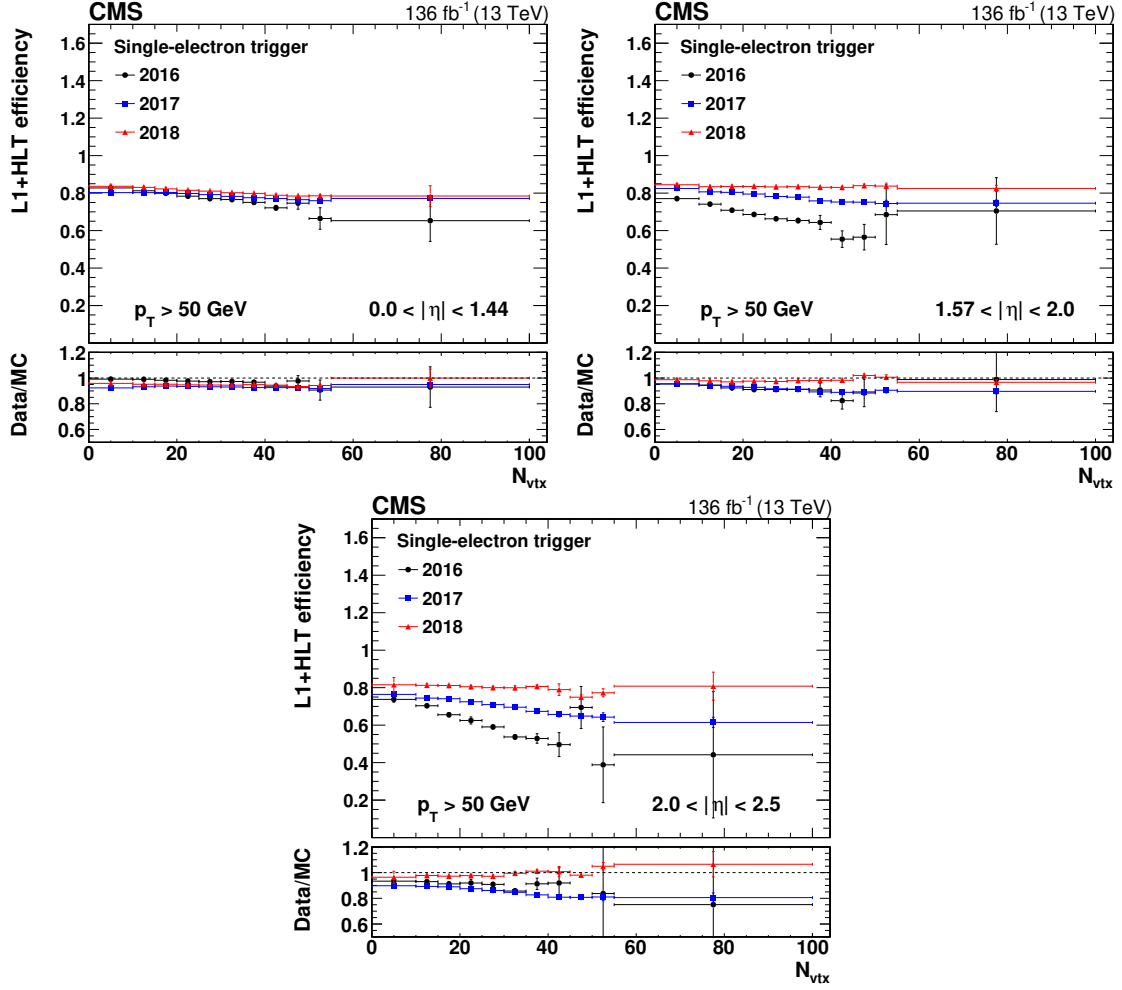 CMS 136 fb⁻¹ (13 TeV)
L1+HLT efficiency
Single-electron trigger
2016
2017
2018
1.6
1.4
1.2
1
0.8
0.6
0.4
0.2
p_T > 50 GeV 0.0 < |η| < 1.44
Data/MC
1.2
1
0.8
0.6
0 20 40 60 80 100
N_vtx
CMS 136 fb⁻¹ (13 TeV)
L1+HLT efficiency
Single-electron trigger
2016
2017
2018
1.6
1.4
1.2
1
0.8
0.6
0.4
0.2
p_T > 50 GeV 1.57 < |η| < 2.0
Data/MC
1.2
1
0.8
0.6
0 20 40 60 80 100
N_vtx
CMS 136 fb⁻¹ (13 TeV)
L1+HLT efficiency
Single-electron trigger
2016
2017
2018
1.6
1.4
1.2
1
0.8
0.6
0.4
0.2
p_T > 50 GeV 2.0 < |η| < 2.5
Data/MC
1.2
1
0.8
0.6
0 20 40 60 80 100
N_vtx